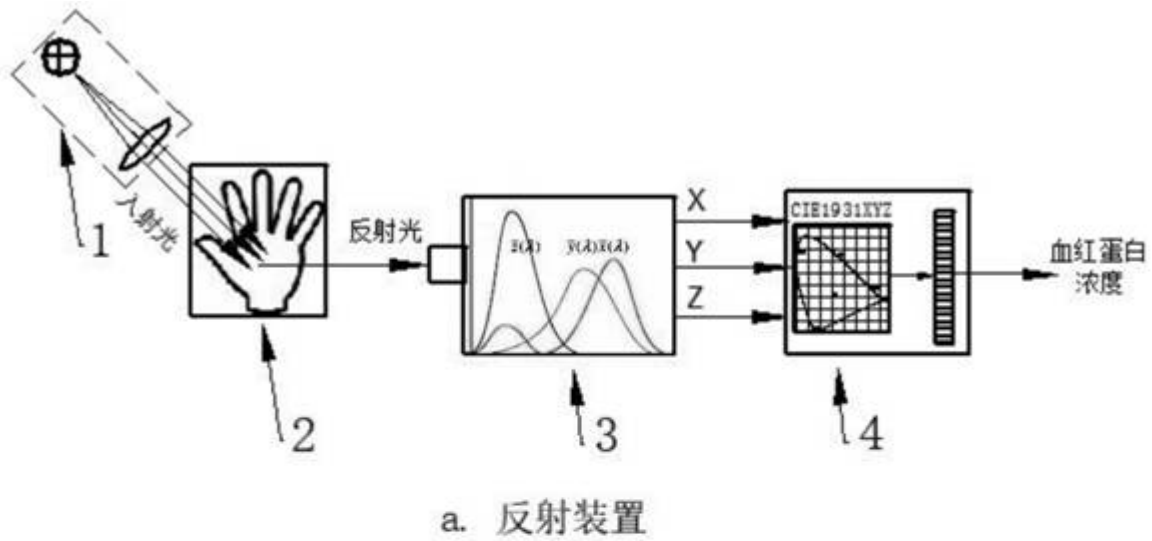 1
入射光
2
反射光
z̄(λ) ȳ(λ)x̄(λ)
3
X
Y
Z
CIE1931XYZ
4
血红蛋白
浓度
a. 反射装置